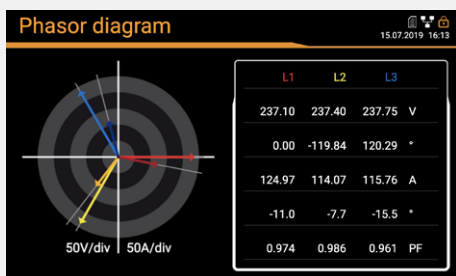 Phasor diagram
15.07.2019 16:13
L1 L2 L3
237.10 237.40 237.75 V
0.00 -119.84 120.29 °
124.97 114.07 115.76 A
-11.0 -7.7 -15.5 °
0.974 0.986 0.961 PF
50V/div 50A/div